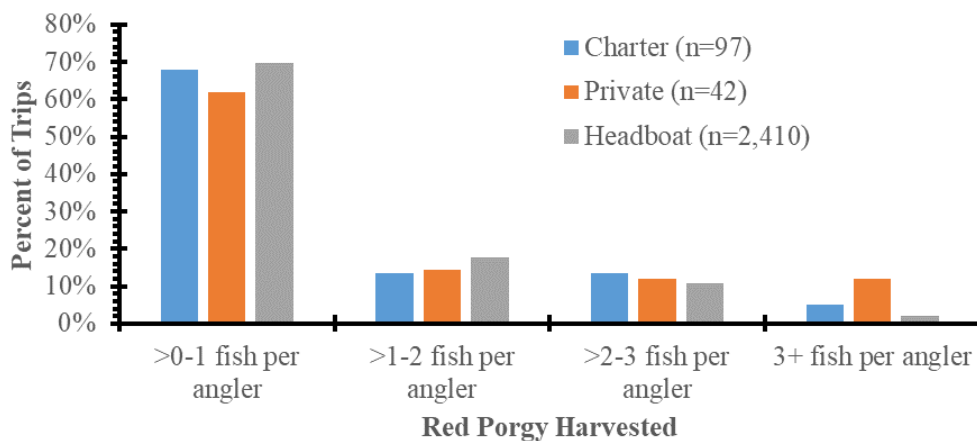 80%
70%
60%
50%
40%
30%
20%
10%
0%
Percent of Trips
Charter (n=97)
Private (n=42)
Headboat (n=2,410)
>0-1 fish per
angler
>1-2 fish per
angler
>2-3 fish per
angler
3+ fish per angler
Red Porgy Harvested